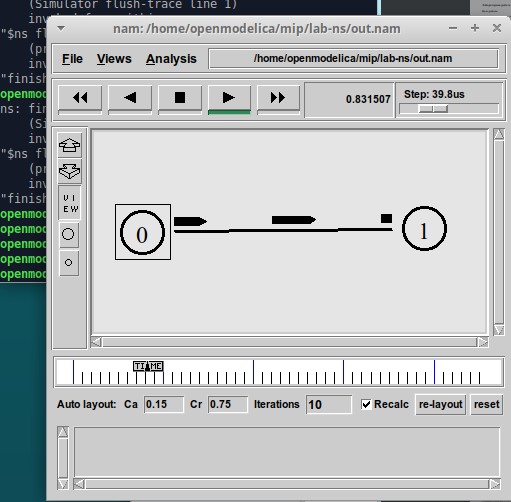 (Simulator flush-trace line 1)
nam: /home/openmodelica/mip/lab-ns/out.nam
"$ns fl
(pr
inv
"finish
openmo
ns: fin
(Si
inv
"$ns fl
(pr
inv
"finish
openmod
openmod
openmod
openmod
openmod
File Views Analysis /home/openmodelica/mip/lab-ns/out.nam
0.831507 Step: 39.8us
VI
EW
0 1
TIME
Auto layout: Ca 0.15 Cr 0.75 Iterations 10 Recalc re-layout reset